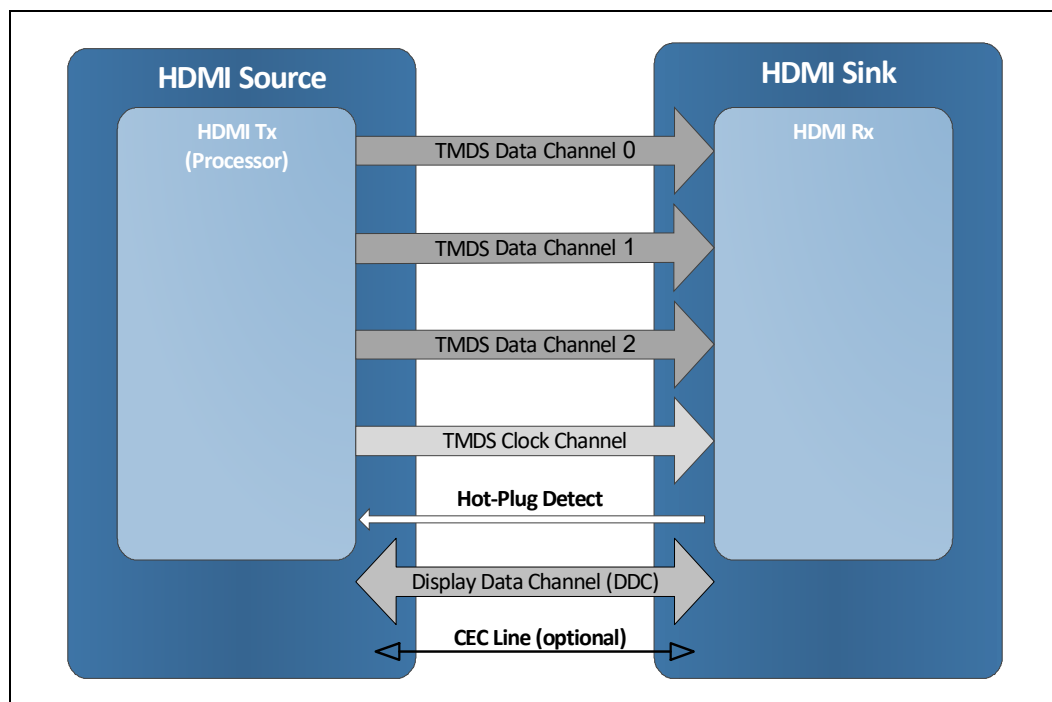 HDMI Source
HDMI Sink
HDMI Tx
(Processor)
HDMI Rx
TMDS Data Channel 0
TMDS Data Channel 1
TMDS Data Channel 2
TMDS Clock Channel
Hot-Plug Detect
Display Data Channel (DDC)
CEC Line (optional)